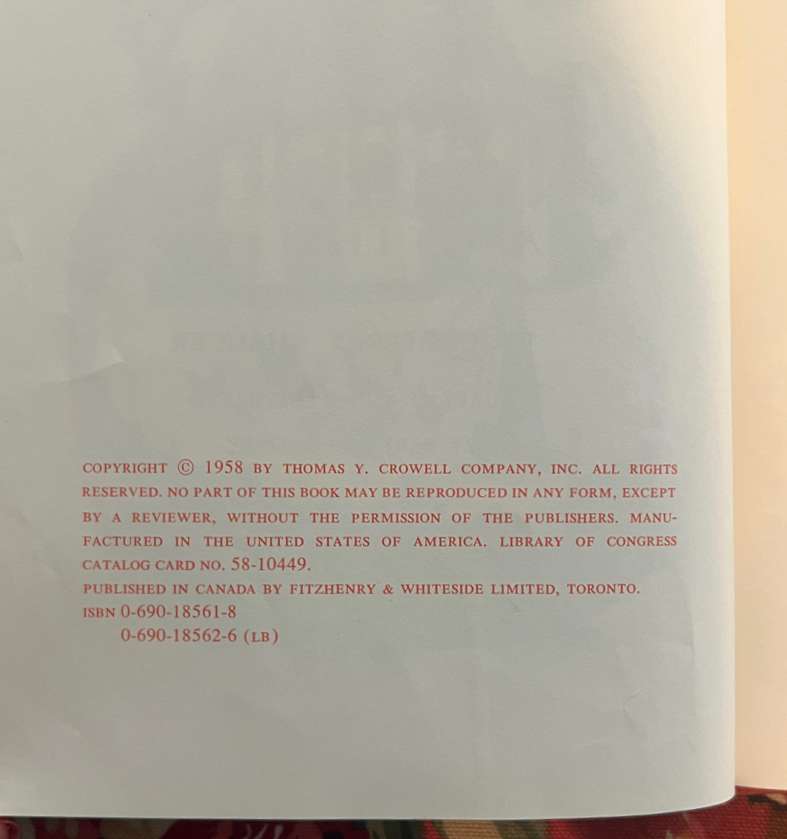 COPYRIGHT © 1958 BY THOMAS Y. CROWELL COMPANY, INC. ALL RIGHTS
RESERVED. NO PART OF THIS BOOK MAY BE REPRODUCED IN ANY FORM, EXCEPT
BY A REVIEWER, WITHOUT THE PERMISSION OF THE PUBLISHERS. MANU-
FACTURED IN THE UNITED STATES OF AMERICA. LIBRARY OF CONGRESS
CATALOG CARD NO. 58-10449.
PUBLISHED IN CANADA BY FITZHENRY & WHITESIDE LIMITED, TORONTO.
ISBN 0-690-18561-8
0-690-18562-6 (LB)